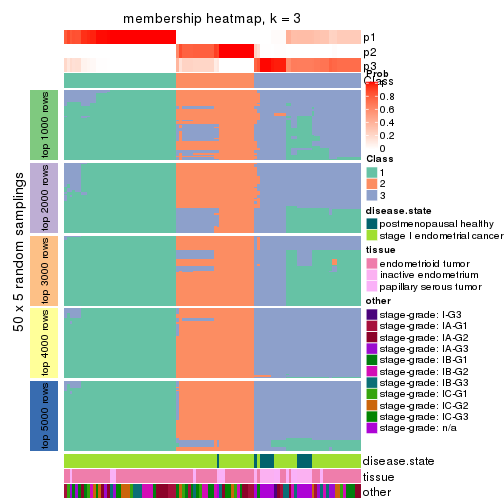 membership heatmap, k = 3
p1
p2
p3
Class
Prob
1
0.8
0.6
0.4
0.2
0
Class
1
2
3
disease.state
postmenopausal healthy
stage I endometrial cancer
tissue
endometrioid tumor
inactive endometrium
papillary serous tumor
other
stage-grade: I-G3
stage-grade: IA-G1
stage-grade: IA-G2
stage-grade: IA-G3
stage-grade: IB-G1
stage-grade: IB-G2
stage-grade: IB-G3
stage-grade: IC-G1
stage-grade: IC-G2
stage-grade: IC-G3
stage-grade: n/a
50 x 5 random samplings
top 1000 rows
top 2000 rows
top 3000 rows
top 4000 rows
top 5000 rows
disease.state
tissue
other